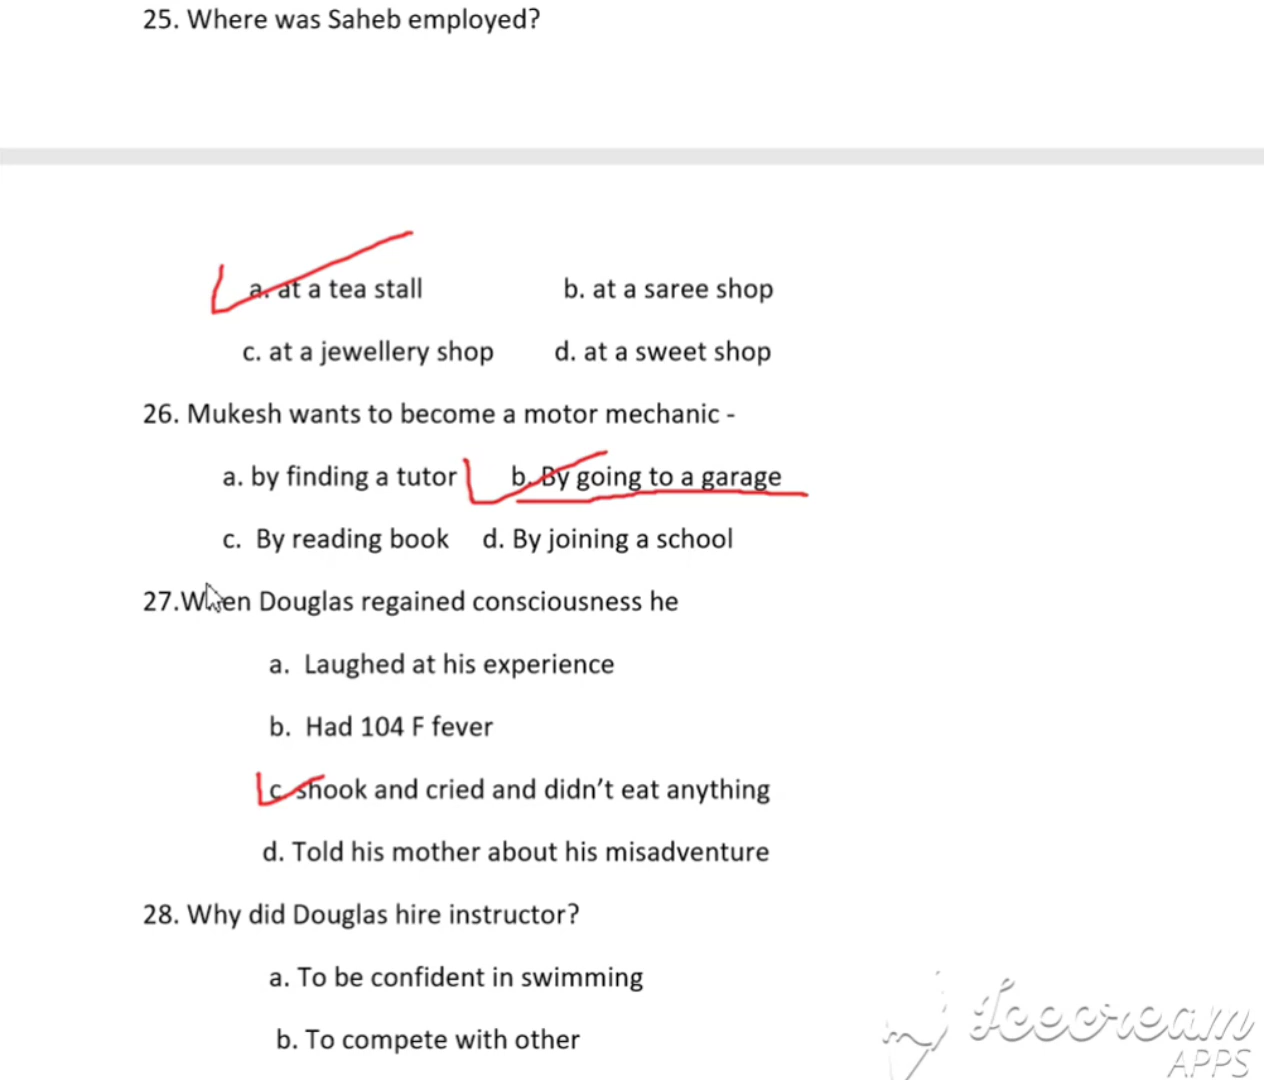 25. Where was Saheb employed?
a. at a tea stall b. at a saree shop
c. at a jewellery shop d. at a sweet shop
26. Mukesh wants to become a motor mechanic -
a. by finding a tutor b. By going to a garage
c. By reading book d. By joining a school
27.When Douglas regained consciousness he
a. Laughed at his experience
b. Had 104 F fever
c. shook and cried and didn't eat anything
d. Told his mother about his misadventure
28. Why did Douglas hire instructor?
a. To be confident in swimming
b. To compete with other
Icecream
APPS